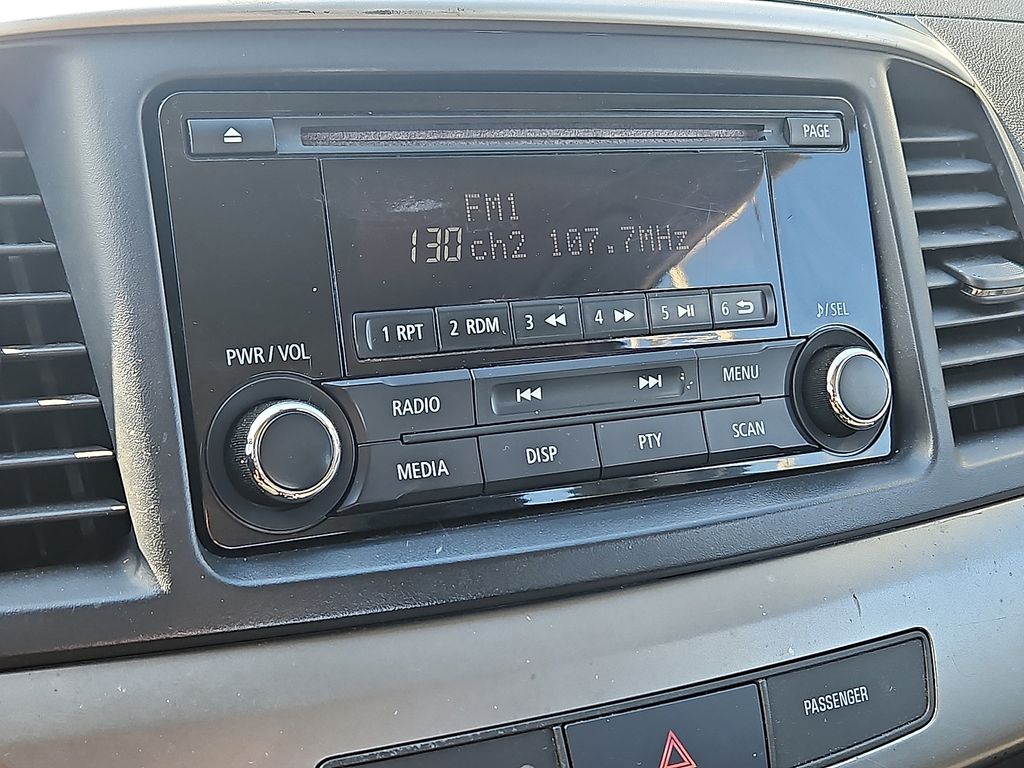 PAGE
FM1
130 ch2 107.7MHz
♪/SEL
1 RPT 2 RDM 3 4 5 6
PWR / VOL
RADIO MENU
MEDIA DISP PTY SCAN
PASSENGER